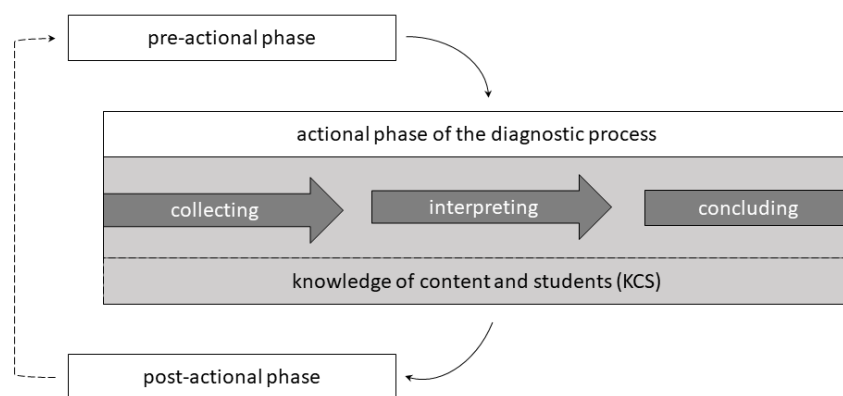 pre-actional phase
actional phase of the diagnostic process
collecting
interpreting
concluding
knowledge of content and students (KCS)
post-actional phase